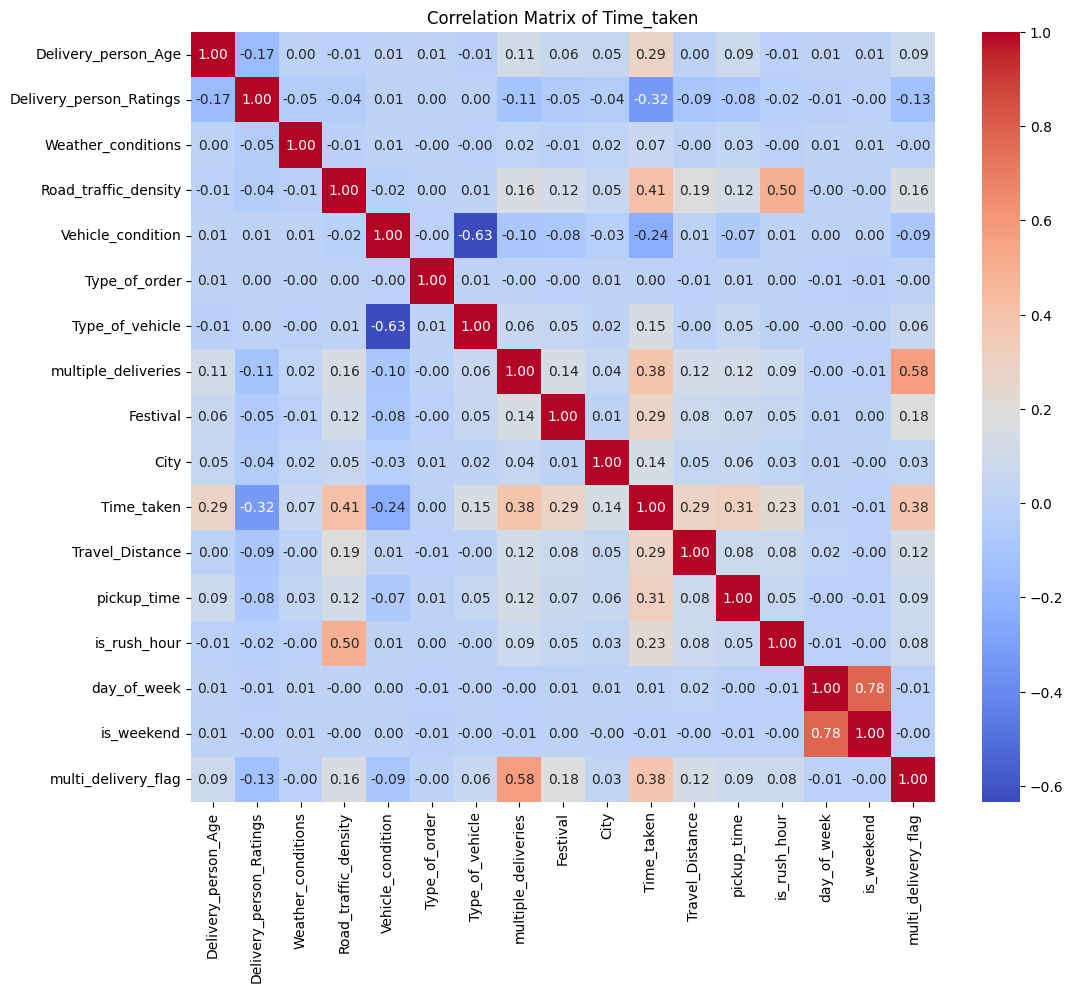 Correlation Matrix of Time_taken
Delivery_person_Age 1.00 -0.17 0.00 -0.01 0.01 0.01 -0.01 0.11 0.06 0.05 0.29 0.00 0.09 -0.01 0.01 0.01 0.09
Delivery_person_Ratings -0.17 1.00 -0.05 -0.04 0.01 0.00 0.00 -0.11 -0.05 -0.04 -0.32 -0.09 -0.08 -0.02 -0.01 -0.00 -0.13
Weather_conditions 0.00 -0.05 1.00 -0.01 0.01 -0.00 -0.00 0.02 -0.01 0.02 0.07 -0.00 0.03 -0.00 0.01 0.01 -0.00
Road_traffic_density -0.01 -0.04 -0.01 1.00 -0.02 0.00 0.01 0.16 0.12 0.05 0.41 0.19 0.12 0.50 -0.00 -0.00 0.16
Vehicle_condition 0.01 0.01 0.01 -0.02 1.00 -0.00 -0.63 -0.10 -0.08 -0.03 -0.24 0.01 -0.07 0.01 0.00 0.00 -0.09
Type_of_order 0.01 0.00 -0.00 0.00 -0.00 1.00 0.01 -0.00 -0.00 0.01 0.00 -0.01 0.01 0.00 -0.01 -0.01 -0.00
Type_of_vehicle -0.01 0.00 -0.00 0.01 -0.63 0.01 1.00 0.06 0.05 0.02 0.15 -0.00 0.05 -0.00 -0.00 -0.00 0.06
multiple_deliveries 0.11 -0.11 0.02 0.16 -0.10 -0.00 0.06 1.00 0.14 0.04 0.38 0.12 0.12 0.09 -0.00 -0.01 0.58
Festival 0.06 -0.05 -0.01 0.12 -0.08 -0.00 0.05 0.14 1.00 0.01 0.29 0.08 0.07 0.05 0.01 0.00 0.18
City 0.05 -0.04 0.02 0.05 -0.03 0.01 0.02 0.04 0.01 1.00 0.14 0.05 0.06 0.03 0.01 -0.00 0.03
Time_taken 0.29 -0.32 0.07 0.41 -0.24 0.00 0.15 0.38 0.29 0.14 1.00 0.29 0.31 0.23 0.01 -0.01 0.38
Travel_Distance 0.00 -0.09 -0.00 0.19 0.01 -0.01 -0.00 0.12 0.08 0.05 0.29 1.00 0.08 0.08 0.02 -0.00 0.12
pickup_time 0.09 -0.08 0.03 0.12 -0.07 0.01 0.05 0.12 0.07 0.06 0.31 0.08 1.00 0.05 -0.00 -0.01 0.09
is_rush_hour -0.01 -0.02 -0.00 0.50 0.01 0.00 -0.00 0.09 0.05 0.03 0.23 0.08 0.05 1.00 -0.01 -0.00 0.08
day_of_week 0.01 -0.01 0.01 -0.00 0.00 -0.01 -0.00 -0.00 0.01 0.01 0.01 0.02 -0.00 -0.01 1.00 0.78 -0.01
is_weekend 0.01 -0.00 0.01 -0.00 0.00 -0.01 -0.00 -0.01 0.00 -0.00 -0.01 -0.00 -0.01 -0.00 0.78 1.00 -0.00
multi_delivery_flag 0.09 -0.13 -0.00 0.16 -0.09 -0.00 0.06 0.58 0.18 0.03 0.38 0.12 0.09 0.08 -0.01 -0.00 1.00
Delivery_person_Age
Delivery_person_Ratings
Weather_conditions
Road_traffic_density
Vehicle_condition
Type_of_order
Type_of_vehicle
multiple_deliveries
Festival
City
Time_taken
Travel_Distance
pickup_time
is_rush_hour
day_of_week
is_weekend
multi_delivery_flag
1.0
0.8
0.6
0.4
0.2
0.0
−0.2
−0.4
−0.6